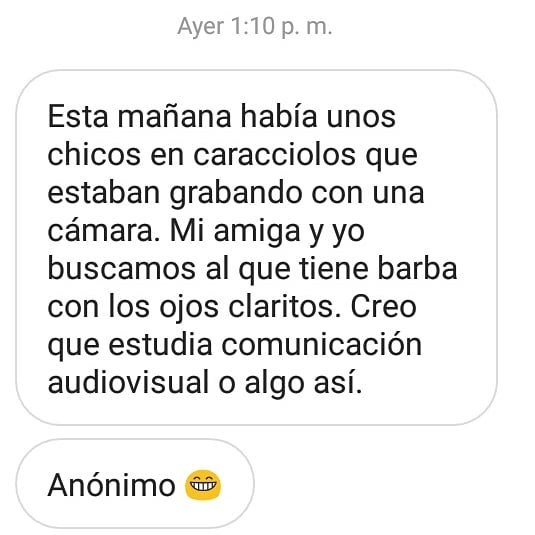 Ayer 1:10 p. m.
Esta mañana había unos
chicos en caracciolos que
estaban grabando con una
cámara. Mi amiga y yo
buscamos al que tiene barba
con los ojos claritos. Creo
que estudia comunicación
audiovisual o algo así.
Anónimo 😁